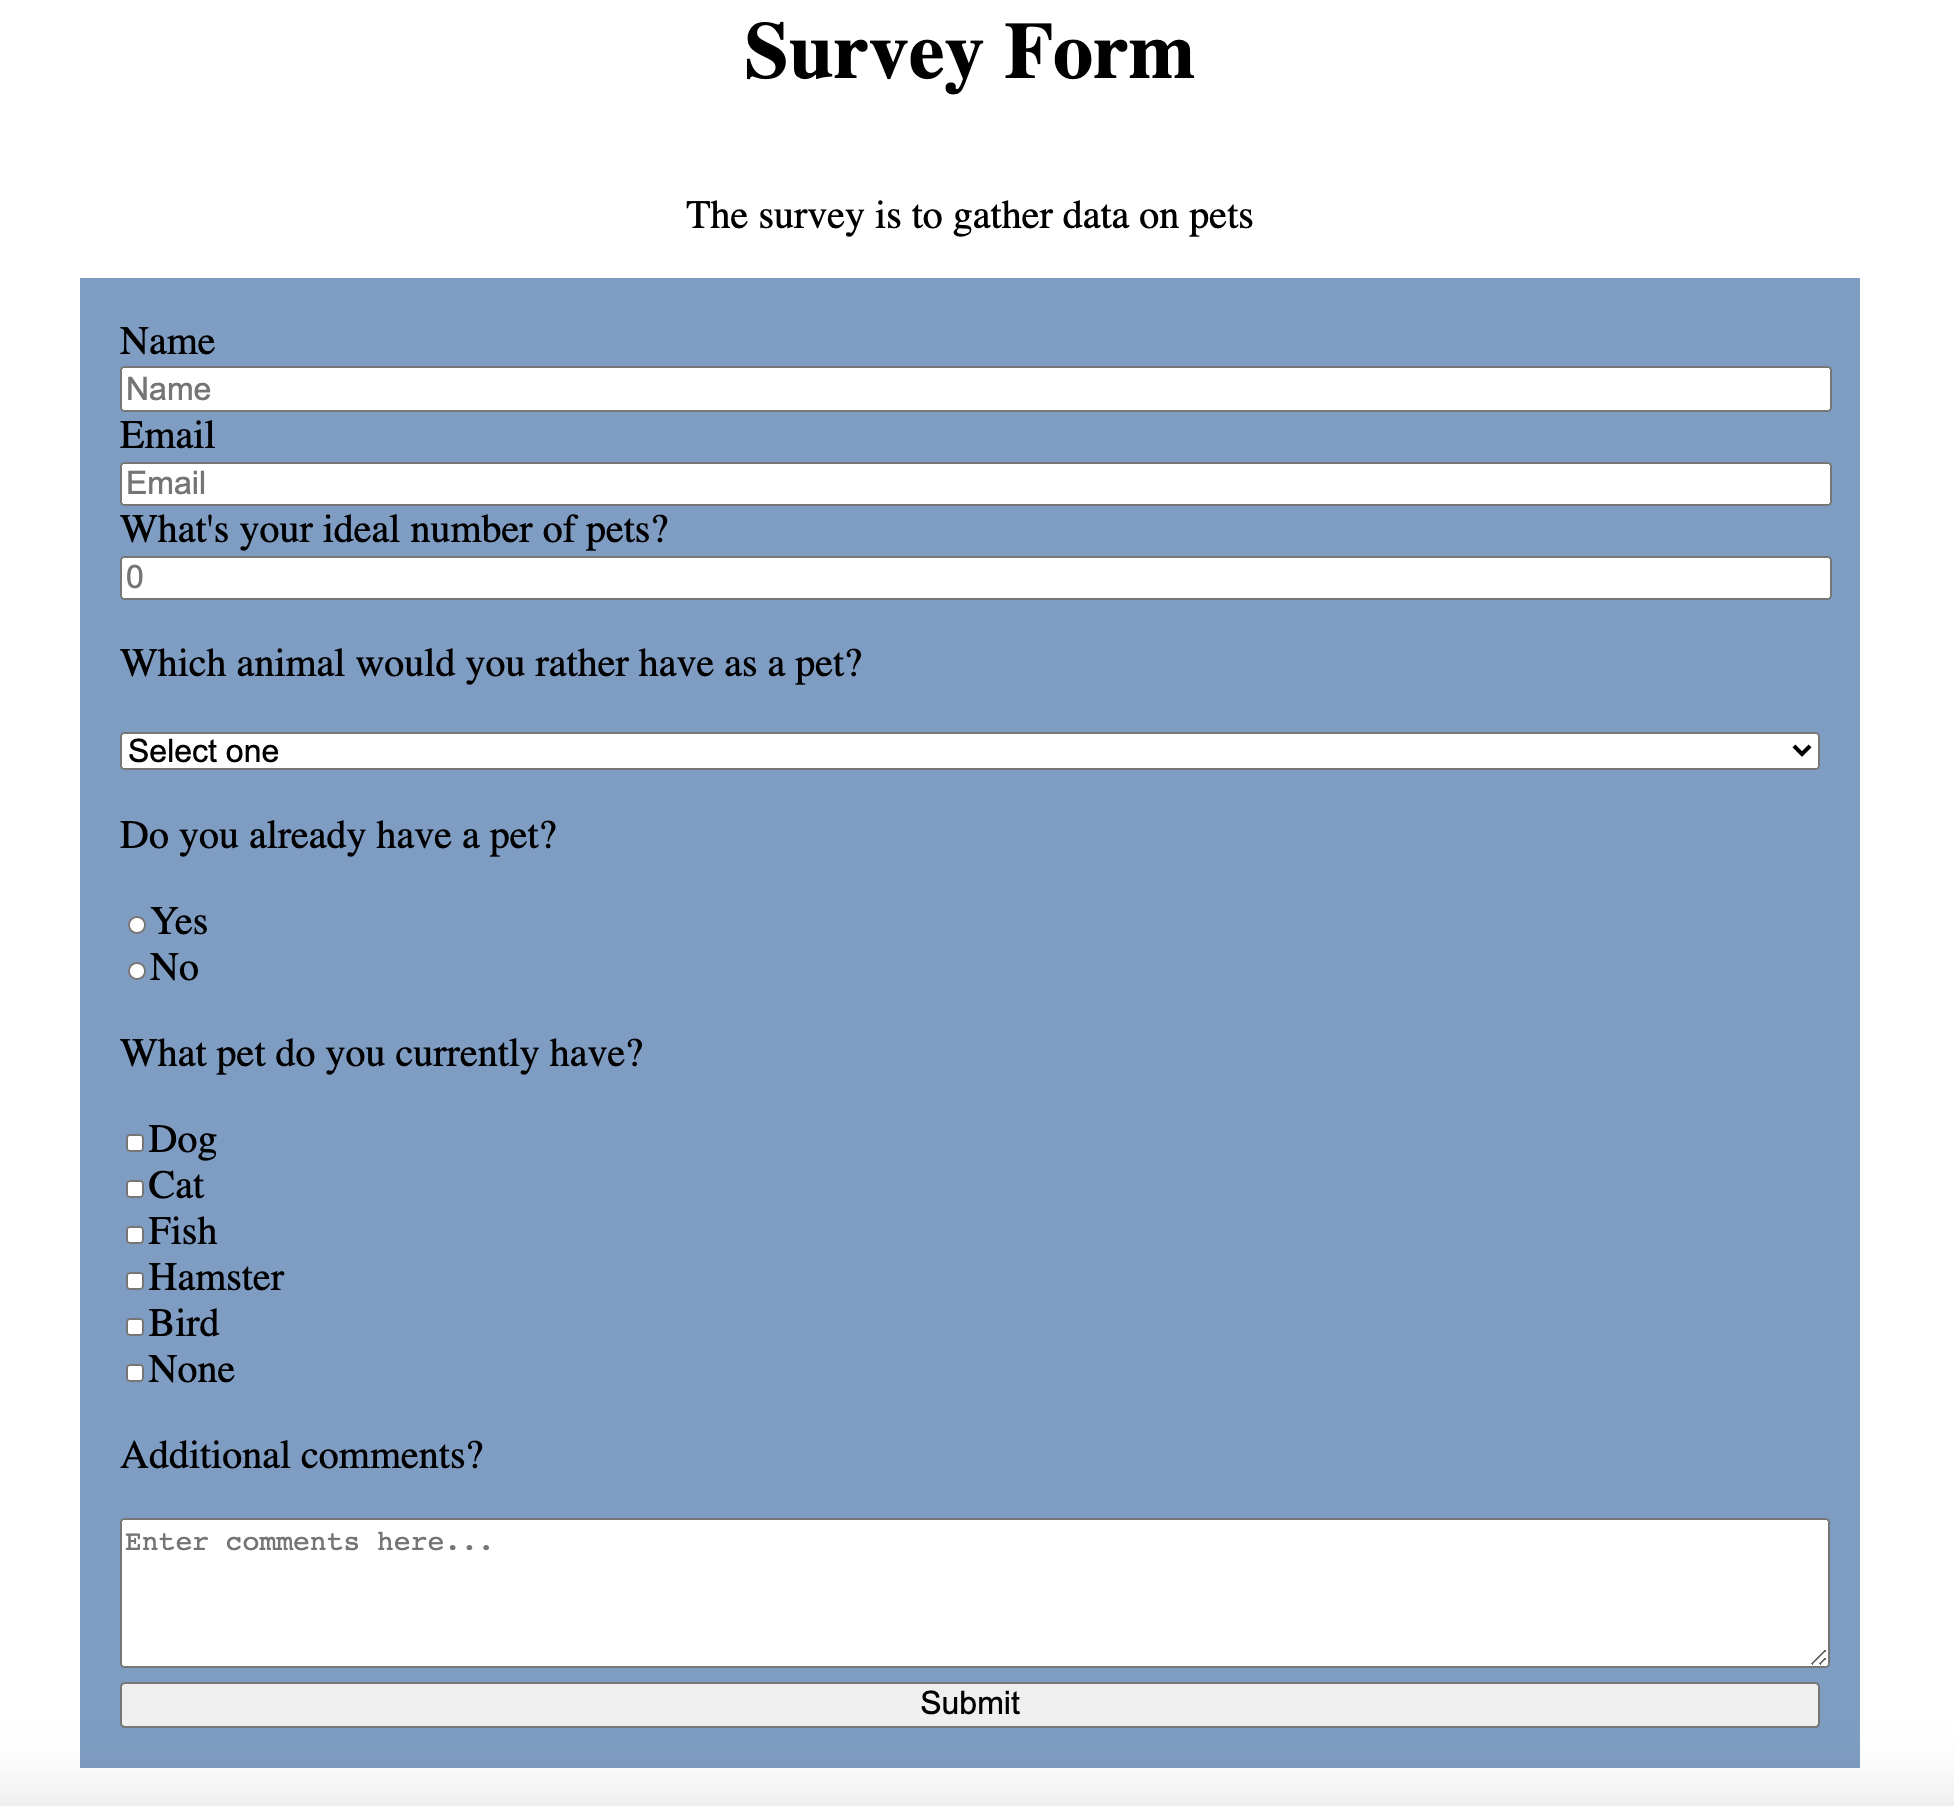 Survey Form
The survey is to gather data on pets
Name
Name
Email
Email
What's your ideal number of pets?
0
Which animal would you rather have as a pet?
Select one
Do you already have a pet?
Yes
No
What pet do you currently have?
Dog
Cat
Fish
Hamster
Bird
None
Additional comments?
Enter comments here...
Submit